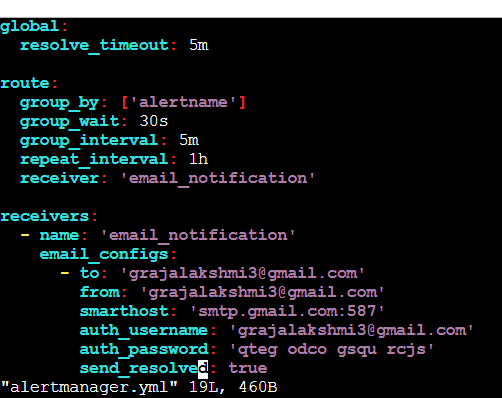 global:
  resolve_timeout: 5m

route:
  group_by: ['alertname']
  group_wait: 30s
  group_interval: 5m
  repeat_interval: 1h
  receiver: 'email_notification'

receivers:
  - name: 'email_notification'
    email_configs:
      - to: 'grajalakshmi3@gmail.com'
        from: 'grajalakshmi3@gmail.com'
        smarthost: 'smtp.gmail.com:587'
        auth_username: 'grajalakshmi3@gmail.com'
        auth_password: 'qteg odco gsqu rcjs'
        send_resolved: true
"alertmanager.yml" 19L, 460B